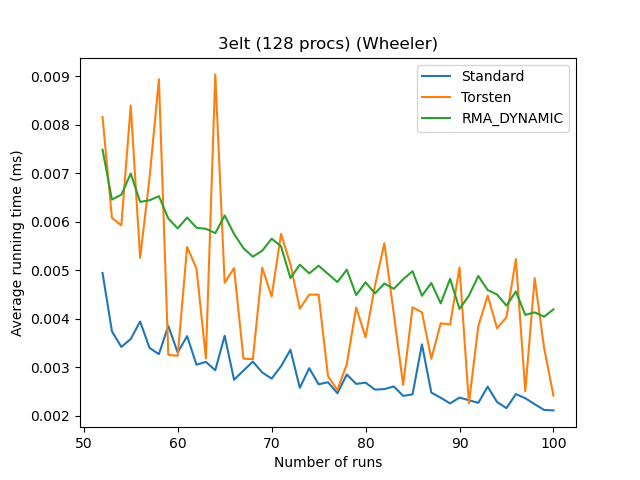 3elt (128 procs) (Wheeler)
Standard
Torsten
RMA_DYNAMIC
Average running time (ms)
0.009
0.008
0.007
0.006
0.005
0.004
0.003
0.002
50 60 70 80 90 100
Number of runs